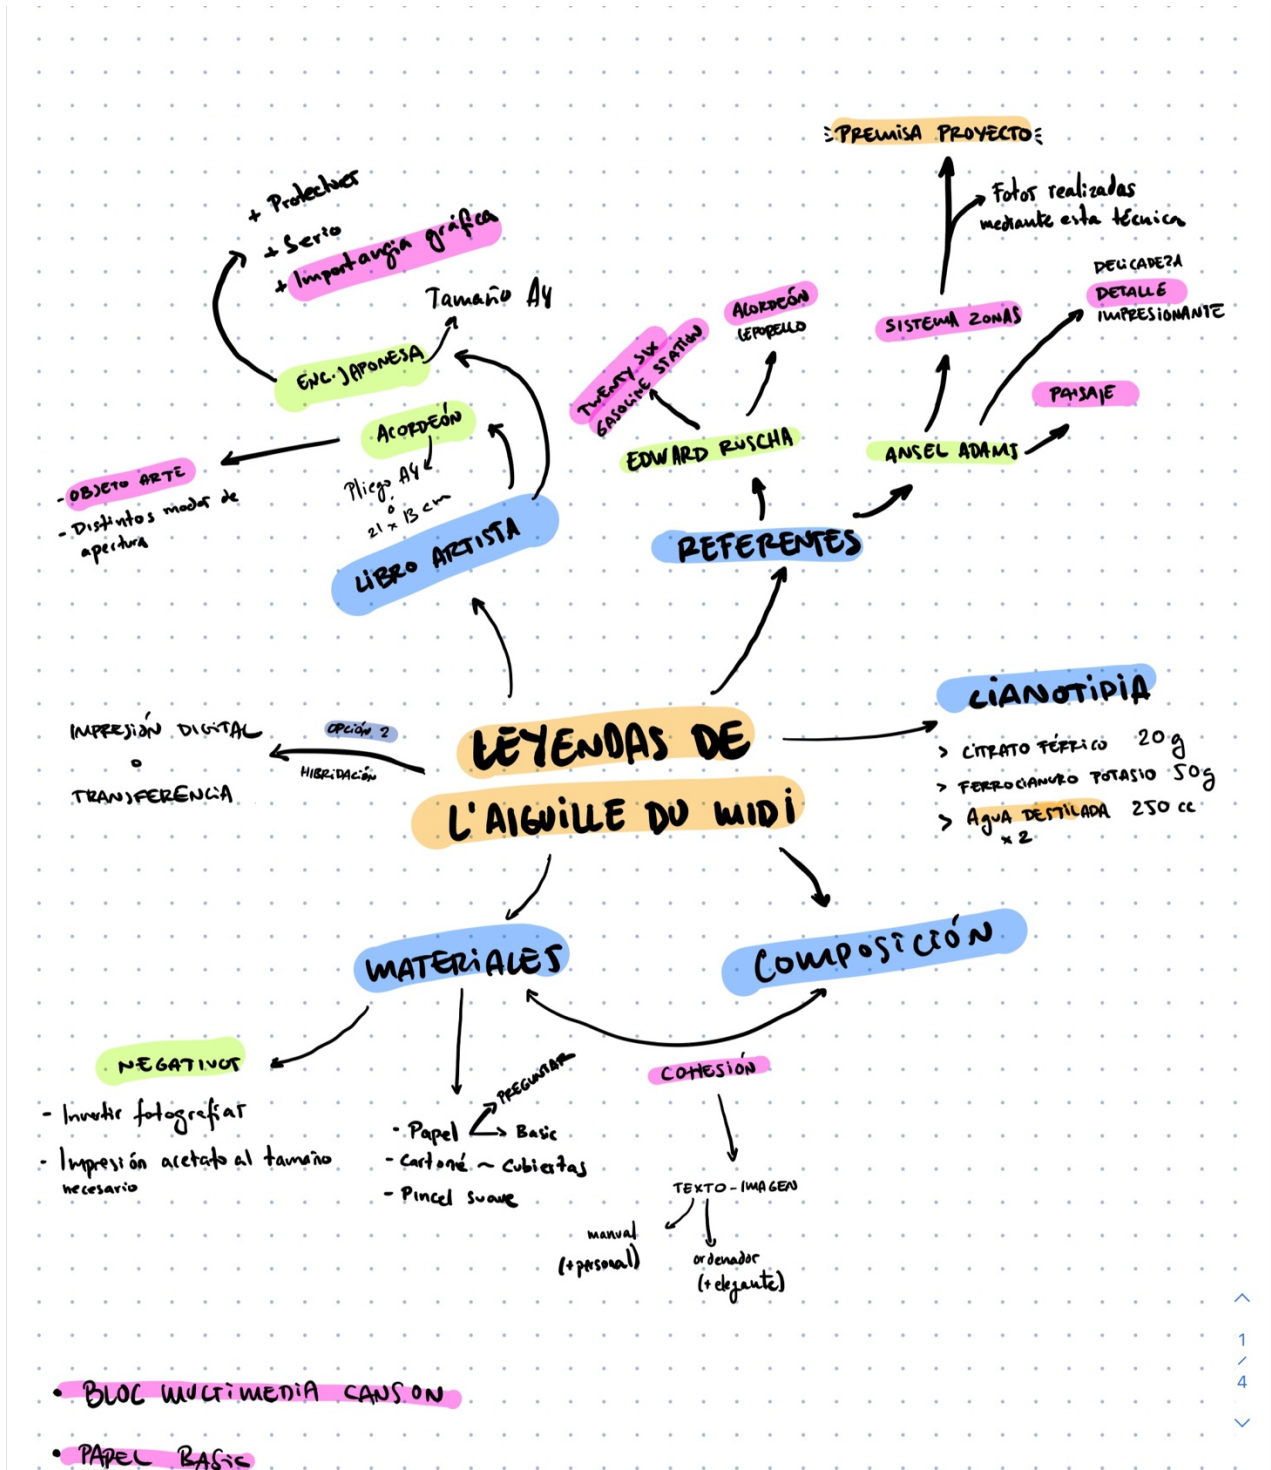 PREMISA PROYECTO
Fotos realizadas
mediante esta técnica
SISTEMA ZONAS
DELICADEZA
DETALLE
IMPRESIONANTE
PAISAJE
ANSEL ADAMS
ACORDEÓN
LEPORELLO
TWENTY SIX
GASOLINE STATION
EDWARD RUSCHA
REFERENTES
+ Protectores
+ Serio
+ Importancia gráfica
Tamaño A4
ENC. JAPONESA
ACORDEÓN
Pliego A4
o
21 x 13 cm
- OBJETO ARTE
- Distintos modos de
apertura
LIBRO ARTISTA
LEYENDAS DE
L'AIGUILLE DU MIDI
OPCIÓN 2
HIBRIDACIÓN
IMPRESIÓN DIGITAL
o
TRANSFERENCIA
CIANOTIPIA
> CITRATO FÉRRICO 20g
> FERROCIANURO POTASIO 50g
> AGUA DESTILADA 250 cc
x 2
MATERIALES
COMPOSICIÓN
NEGATIVOS
- Invertir fotografías
- Impresión acetato al tamaño
necesario
- Papel
PREGUNTAR
Basic
- Cartoné ~ Cubiertas
- Pincel suave
COHESIÓN
TEXTO - IMAGEN
manual
(+personal)
ordenador
(+elegante)
• BLOC MULTIMEDIA CANSON
• PAPEL BASIC
1
/
4